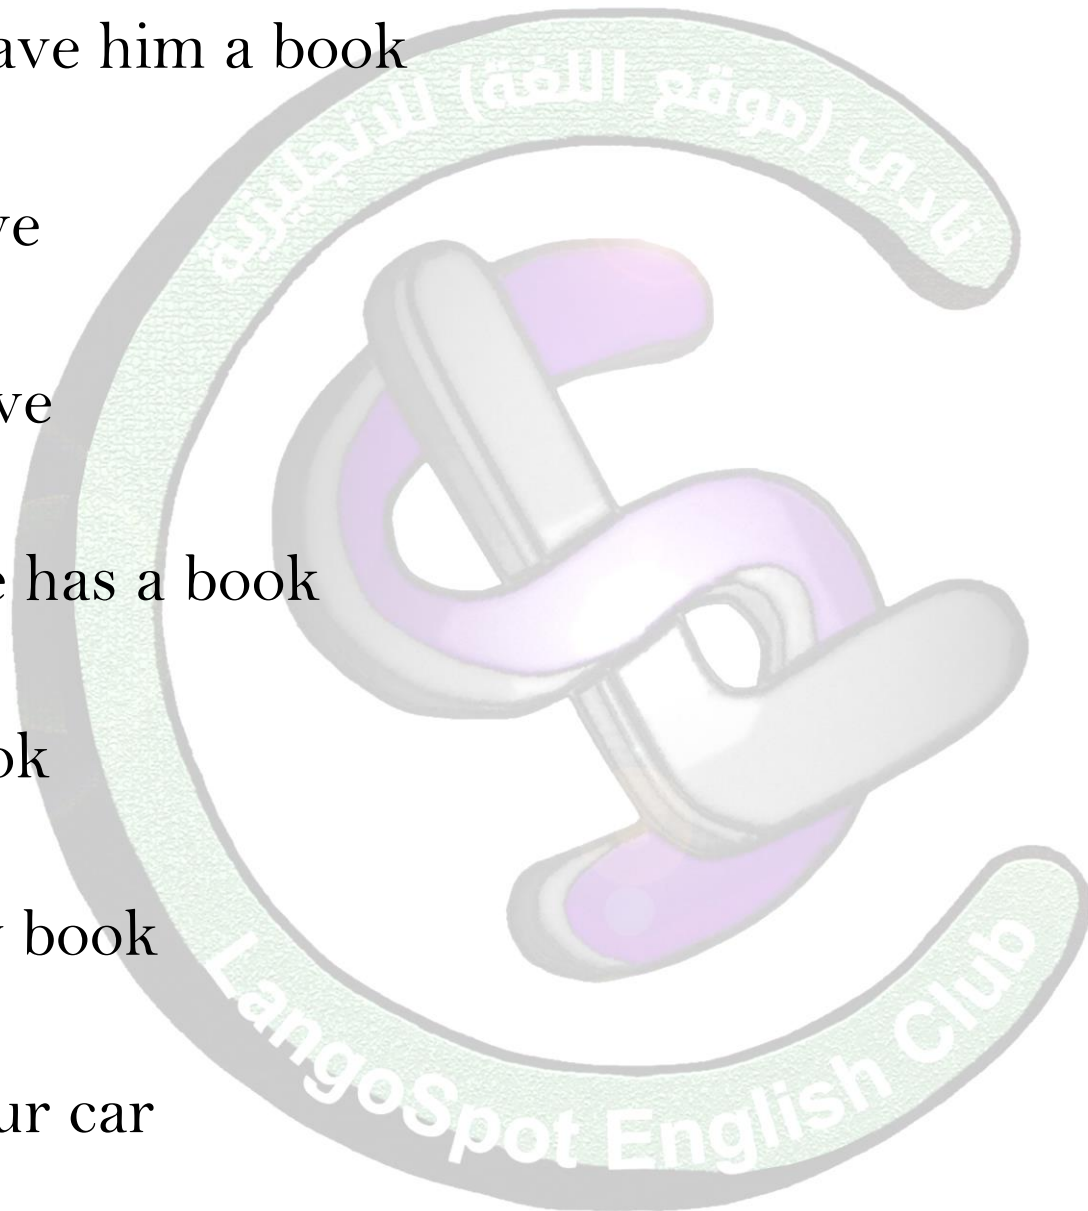 ave him a book
نادي (موقع اللغة) للانجليزية
ve
ve
e has a book
ok
book
ur car
LangoSpot English Club